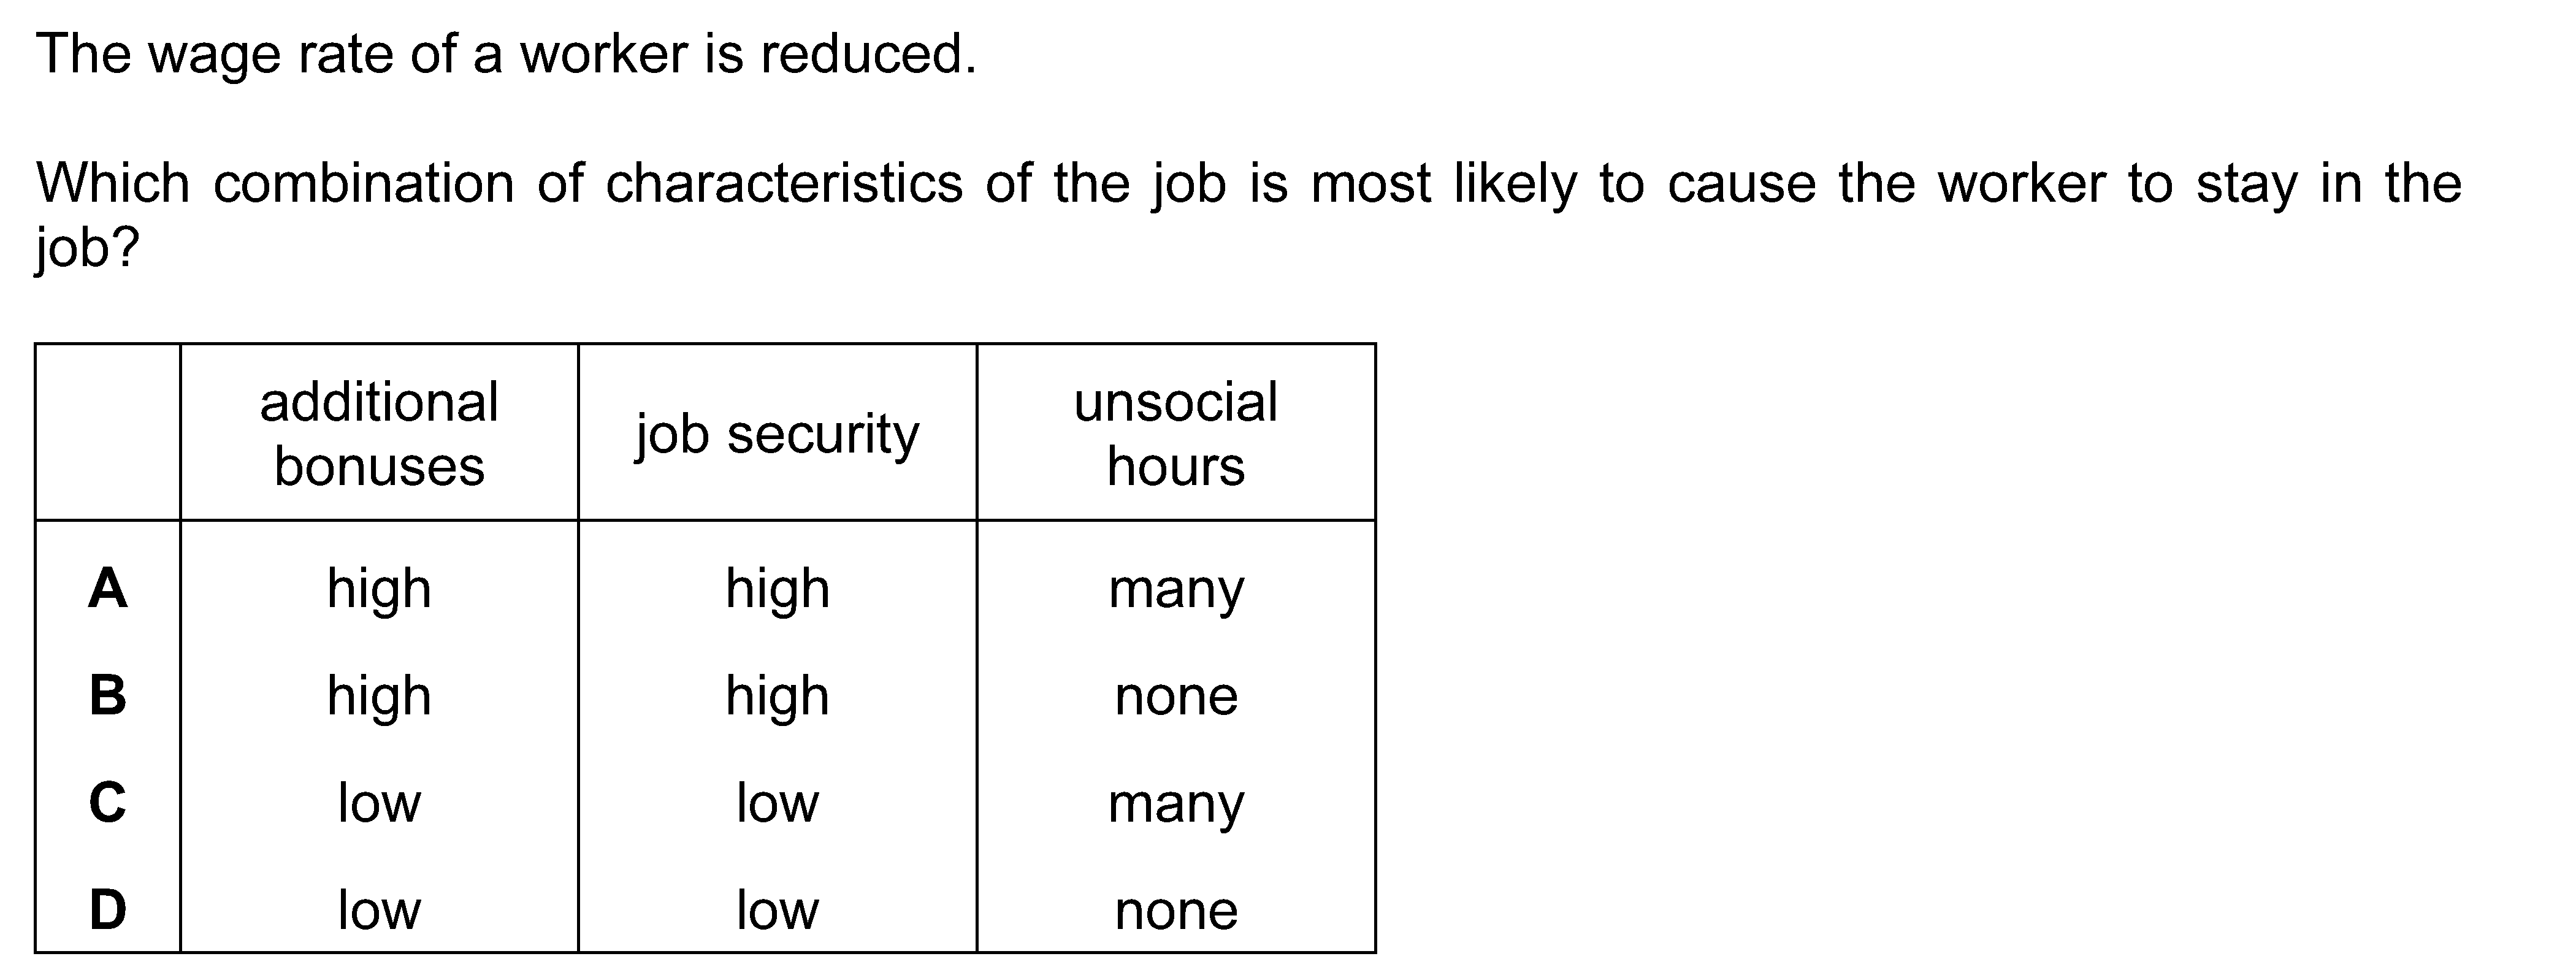 The wage rate of a worker is reduced.
Which combination of characteristics of the job is most likely to cause the worker to stay in the
job?
additional bonuses job security unsocial hours
A high high many
B high high none
C low low many
D low low none